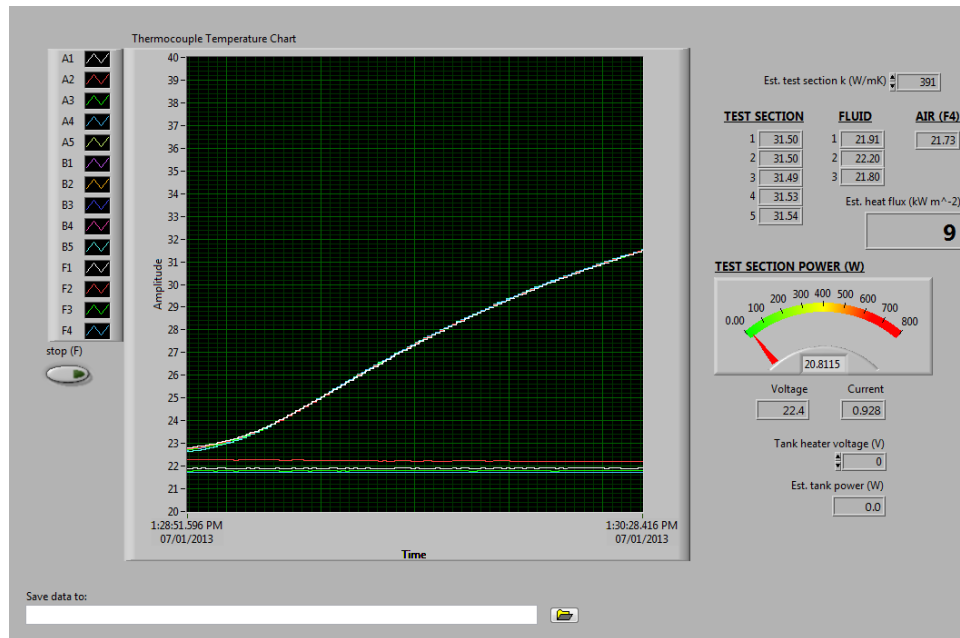 Thermocouple Temperature Chart
A1
A2
A3
A4
A5
B1
B2
B3
B4
B5
F1
F2
F3
F4
stop (F)
Amplitude
40
39
38
37
36
35
34
33
32
31
30
29
28
27
26
25
24
23
22
21
20
1:28:51.596 PM
07/01/2013
1:30:28.416 PM
07/01/2013
Time
Est. test section k (W/mK) 391
TEST SECTION FLUID AIR (F4)
1 31.50 1 21.91 21.73
2 31.50 2 22.20
3 31.49 3 21.80
4 31.53
5 31.54
Est. heat flux (kW m^-2)
9
TEST SECTION POWER (W)
0.00 100 200 300 400 500 600 700 800
20.8115
Voltage Current
22.4 0.928
Tank heater voltage (V)
0
Est. tank power (W)
0.0
Save data to: